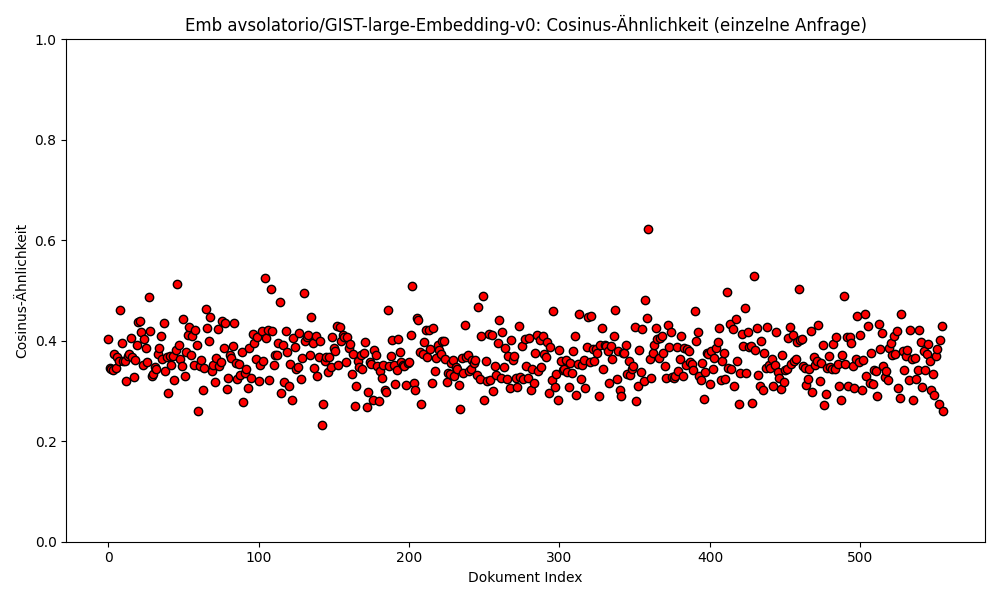 Emb avsolatorio/GIST-large-Embedding-v0: Cosinus-Ähnlichkeit (einzelne Anfrage)
1.0
0.8
0.6
0.4
0.2
0.0
Cosinus-Ähnlichkeit
0 100 200 300 400 500
Dokument Index